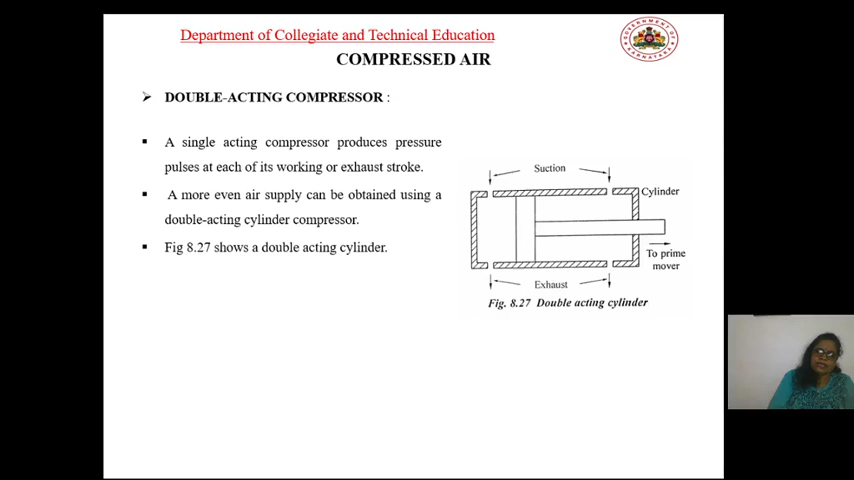 Department of Collegiate and Technical Education
COMPRESSED AIR
DOUBLE-ACTING COMPRESSOR :
A single acting compressor produces pressure
pulses at each of its working or exhaust stroke.
A more even air supply can be obtained using a
double-acting cylinder compressor.
Fig 8.27 shows a double acting cylinder.
Suction
Cylinder
To prime
mover
Exhaust
Fig. 8.27 Double acting cylinder